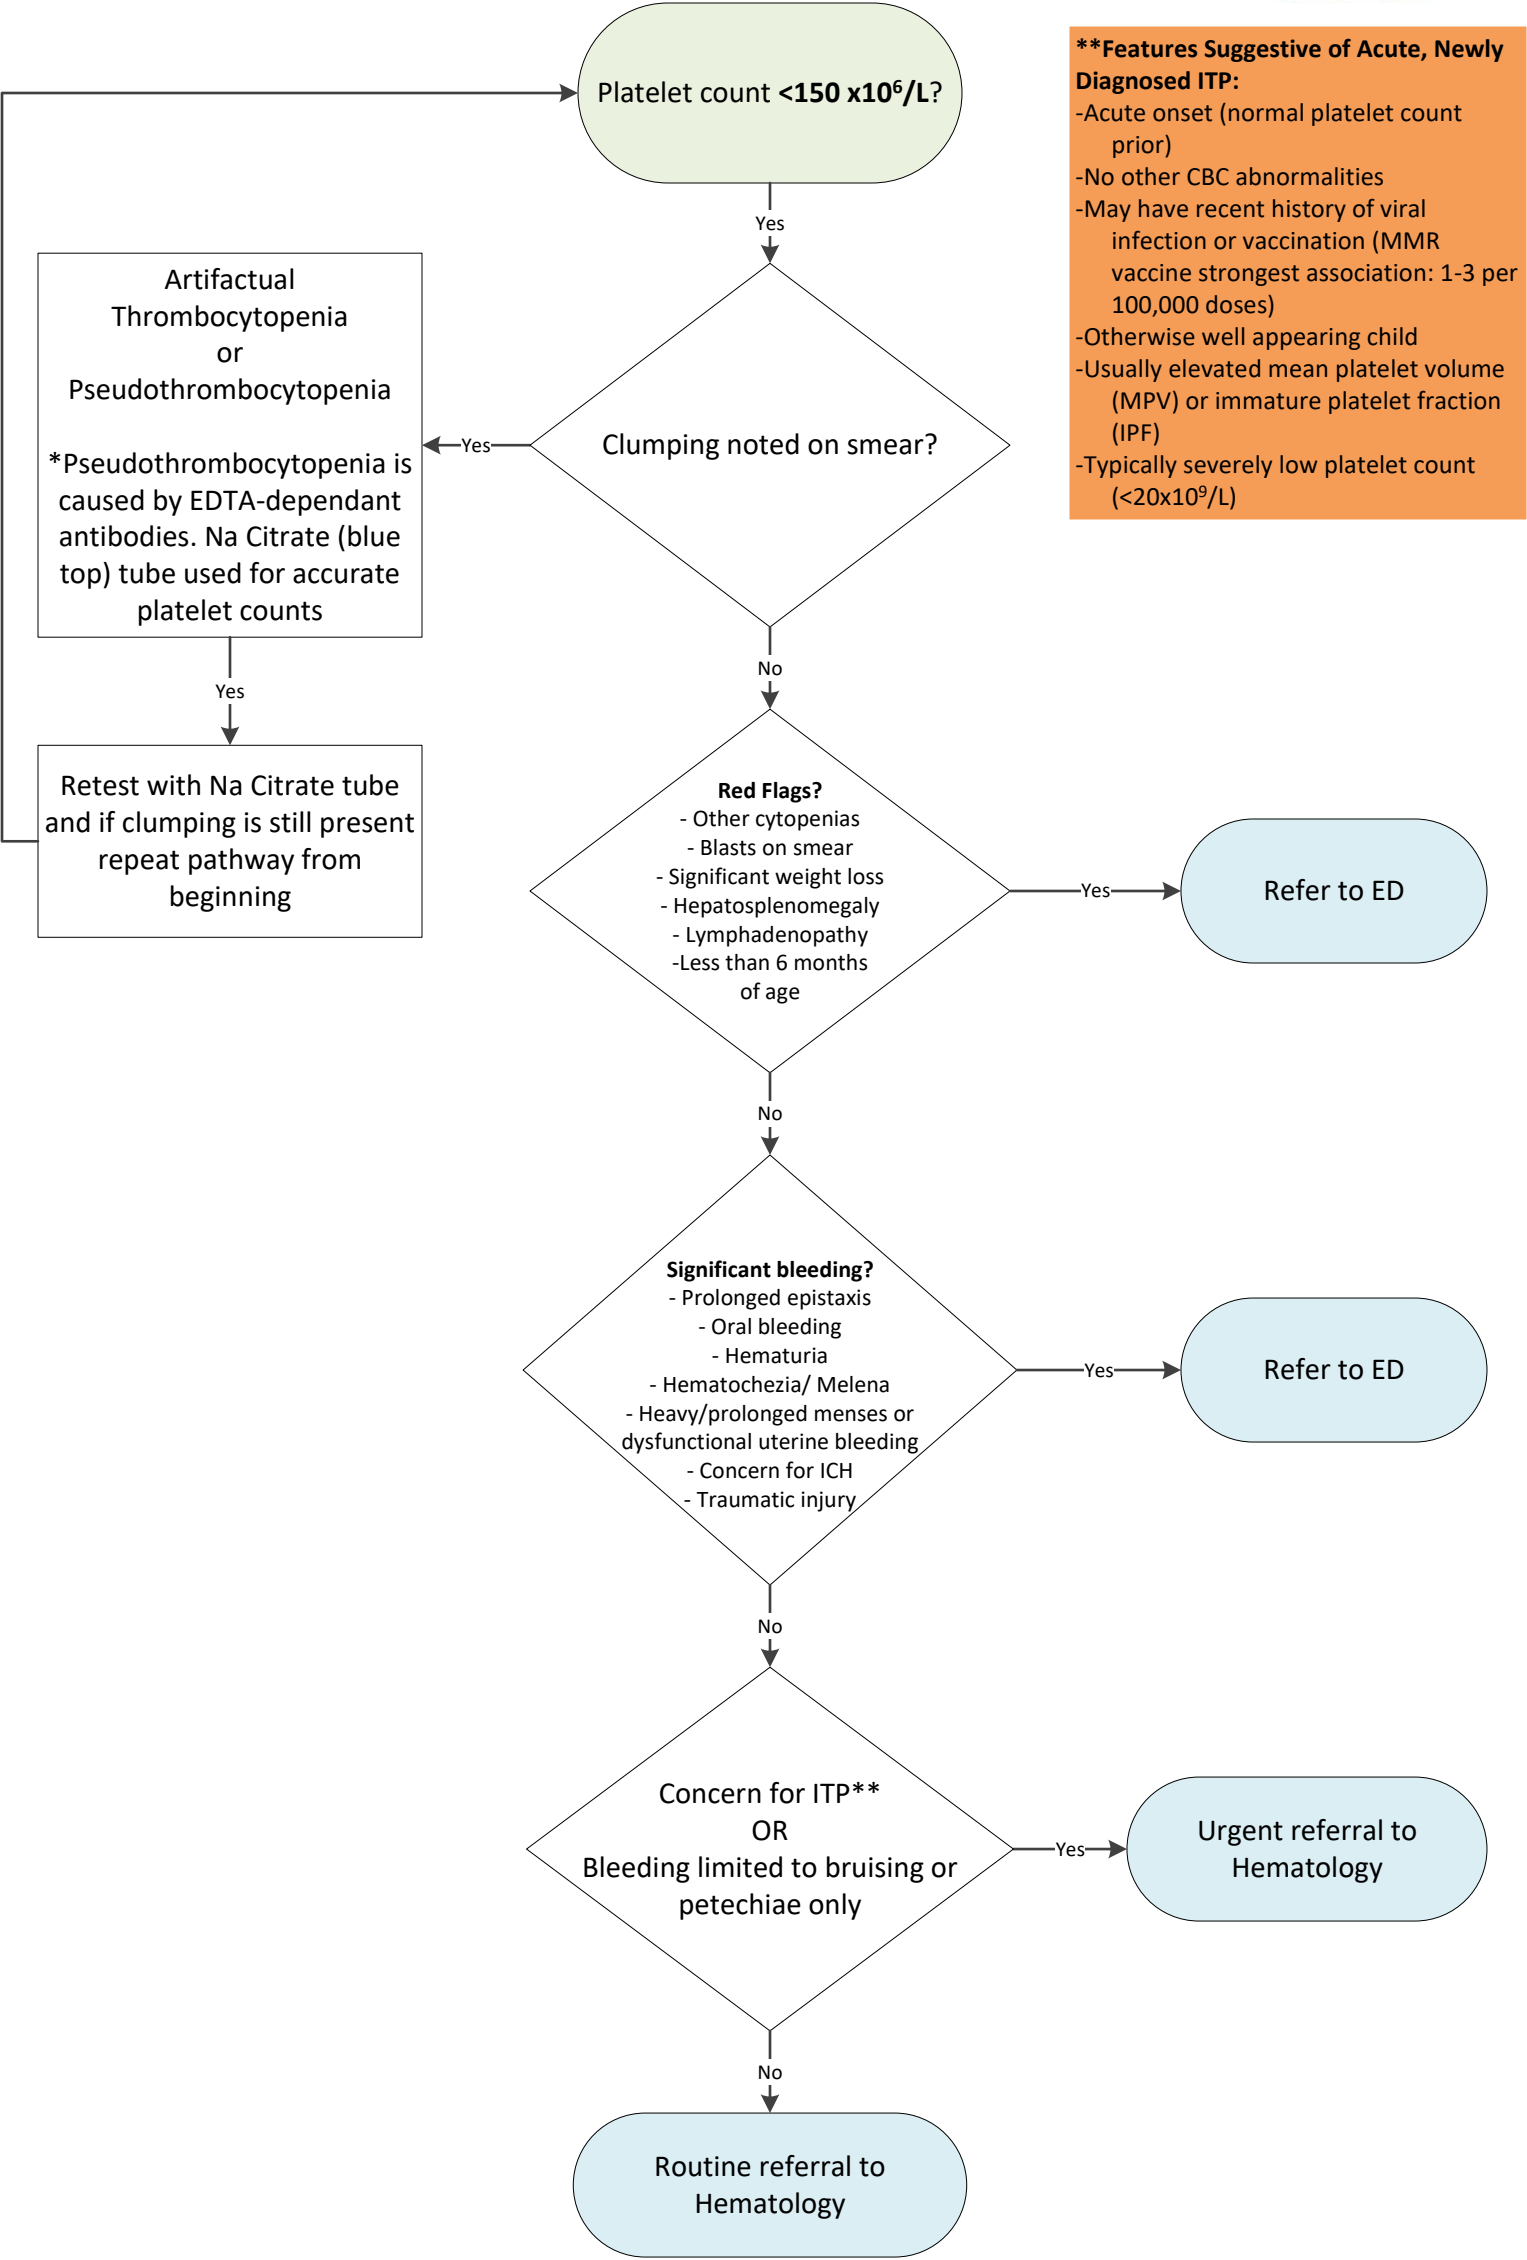 Platelet count <150 x10⁶/L?
**Features Suggestive of Acute, Newly
Diagnosed ITP:
-Acute onset (normal platelet count
prior)
-No other CBC abnormalities
-May have recent history of viral
infection or vaccination (MMR
vaccine strongest association: 1-3 per
100,000 doses)
-Otherwise well appearing child
-Usually elevated mean platelet volume
(MPV) or immature platelet fraction
(IPF)
-Typically severely low platelet count
(<20x10⁹/L)
Yes
Clumping noted on smear?
Yes
Artifactual
Thrombocytopenia
or
Pseudothrombocytopenia
*Pseudothrombocytopenia is
caused by EDTA-dependant
antibodies. Na Citrate (blue
top) tube used for accurate
platelet counts
Yes
Retest with Na Citrate tube
and if clumping is still present
repeat pathway from
beginning
No
Red Flags?
- Other cytopenias
- Blasts on smear
- Significant weight loss
- Hepatosplenomegaly
- Lymphadenopathy
-Less than 6 months
of age
Yes
Refer to ED
No
Significant bleeding?
- Prolonged epistaxis
- Oral bleeding
- Hematuria
- Hematochezia/ Melena
- Heavy/prolonged menses or
dysfunctional uterine bleeding
- Concern for ICH
- Traumatic injury
Yes
Refer to ED
No
Concern for ITP**
OR
Bleeding limited to bruising or
petechiae only
Yes
Urgent referral to
Hematology
No
Routine referral to
Hematology